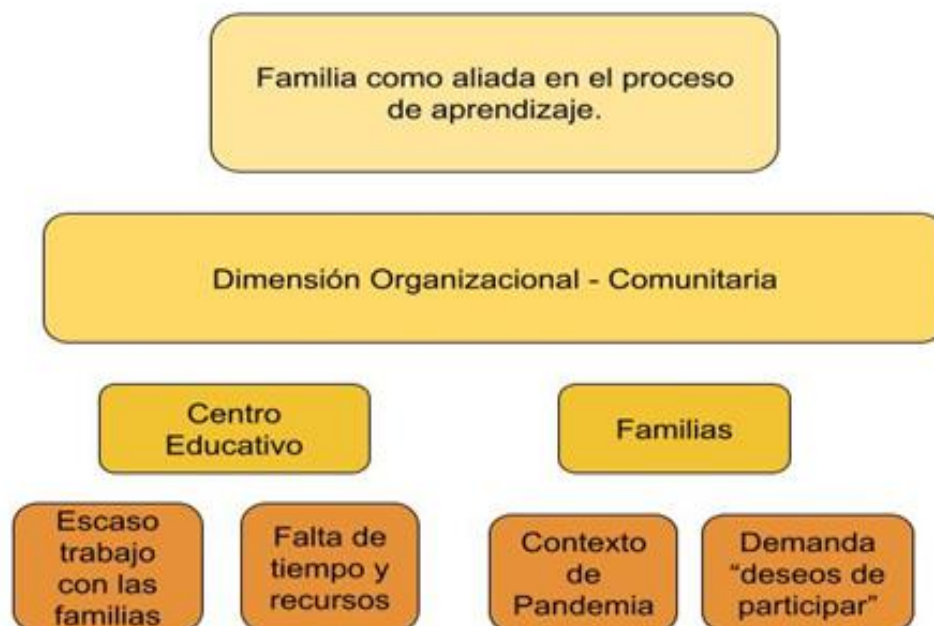 Familia como aliada en el proceso
de aprendizaje.
Dimensión Organizacional - Comunitaria
Centro
Educativo
Familias
Escaso
trabajo
con las
familias
Falta de
tiempo y
recursos
Contexto
de
Pandemia
Demanda
“deseos de
participar”